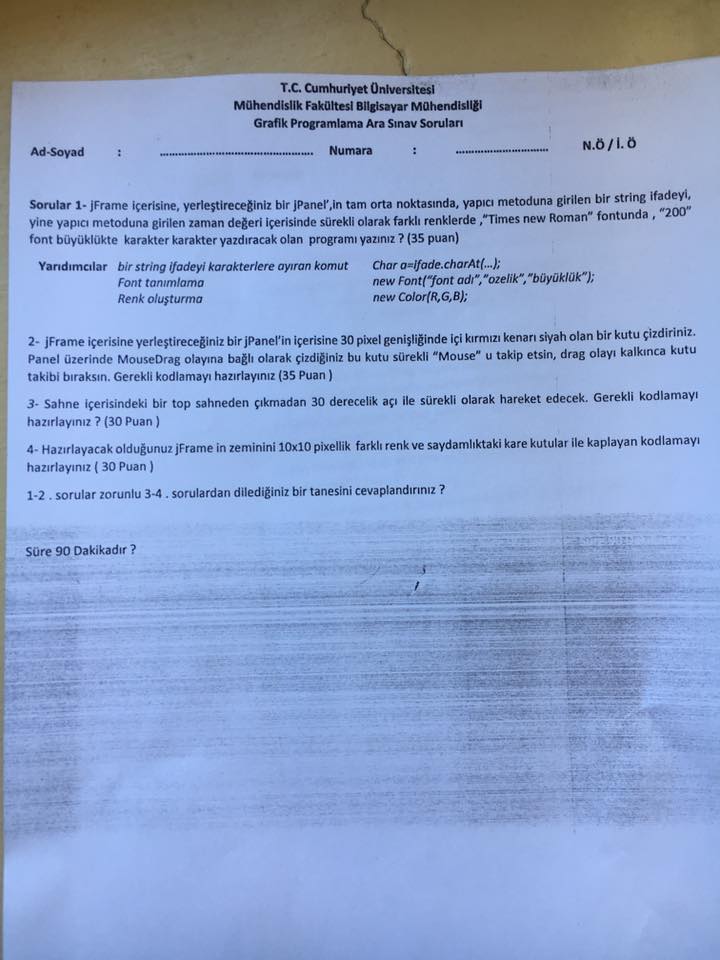 T.C. Cumhuriyet Üniversitesi
Mühendislik Fakültesi Bilgisayar Mühendisliği
Grafik Programlama Ara Sınav Soruları
Ad-Soyad : ................................................ Numara : ............................. N.Ö / İ. Ö
Sorular 1- jFrame içerisine, yerleştireceğiniz bir jPanel',in tam orta noktasında, yapıcı metoduna girilen bir string ifadeyi,
yine yapıcı metoduna girilen zaman değeri içerisinde sürekli olarak farklı renklerde ,"Times new Roman" fontunda , "200"
font büyüklükte karakter karakter yazdıracak olan programı yazınız ? (35 puan)
Yardımcılar bir string ifadeyi karakterlere ayıran komut Char a=ifade.charAt(...);
Font tanımlama new Font("font adı","ozelik","büyüklük");
Renk oluşturma new Color(R,G,B);
2- jFrame içerisine yerleştireceğiniz bir jPanel'in içerisine 30 pixel genişliğinde içi kırmızı kenarı siyah olan bir kutu çizdiriniz.
Panel üzerinde MouseDrag olayına bağlı olarak çizdiğiniz bu kutu sürekli "Mouse" u takip etsin, drag olayı kalkınca kutu
takibi bıraksın. Gerekli kodlamayı hazırlayınız (35 Puan )
3- Sahne içerisindeki bir top sahneden çıkmadan 30 derecelik açı ile sürekli olarak hareket edecek. Gerekli kodlamayı
hazırlayınız ? (30 Puan )
4- Hazırlayacak olduğunuz jFrame in zeminini 10x10 pixellik farklı renk ve saydamlıktaki kare kutular ile kaplayan kodlamayı
hazırlayınız ( 30 Puan )
1-2 . sorular zorunlu 3-4 . sorulardan dilediğiniz bir tanesini cevaplandırınız ?
Süre 90 Dakikadır ?